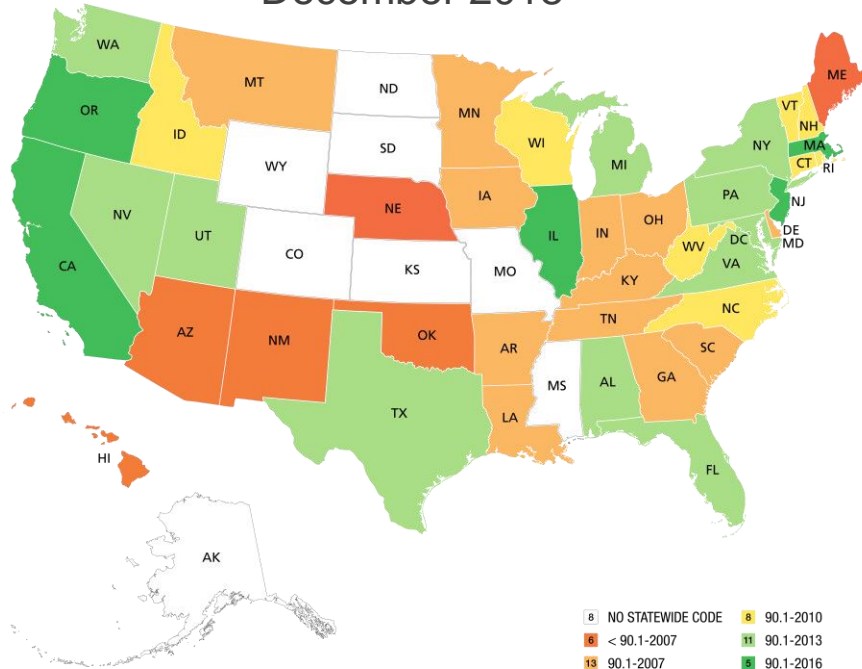 December 2018
WA
MT
ND
MN
ME
OR
ID
SD
WI
MI
VT
NH
NY
MA
WY
CT
RI
IA
PA
NE
NJ
NV
UT
IL
IN
OH
DE
CO
WV
DC
MD
CA
KS
MO
VA
KY
NC
TN
AZ
NM
OK
AR
SC
MS
AL
GA
TX
LA
HI
FL
AK
8 NO STATEWIDE CODE
6 < 90.1-2007
13 90.1-2007
8 90.1-2010
11 90.1-2013
5 90.1-2016